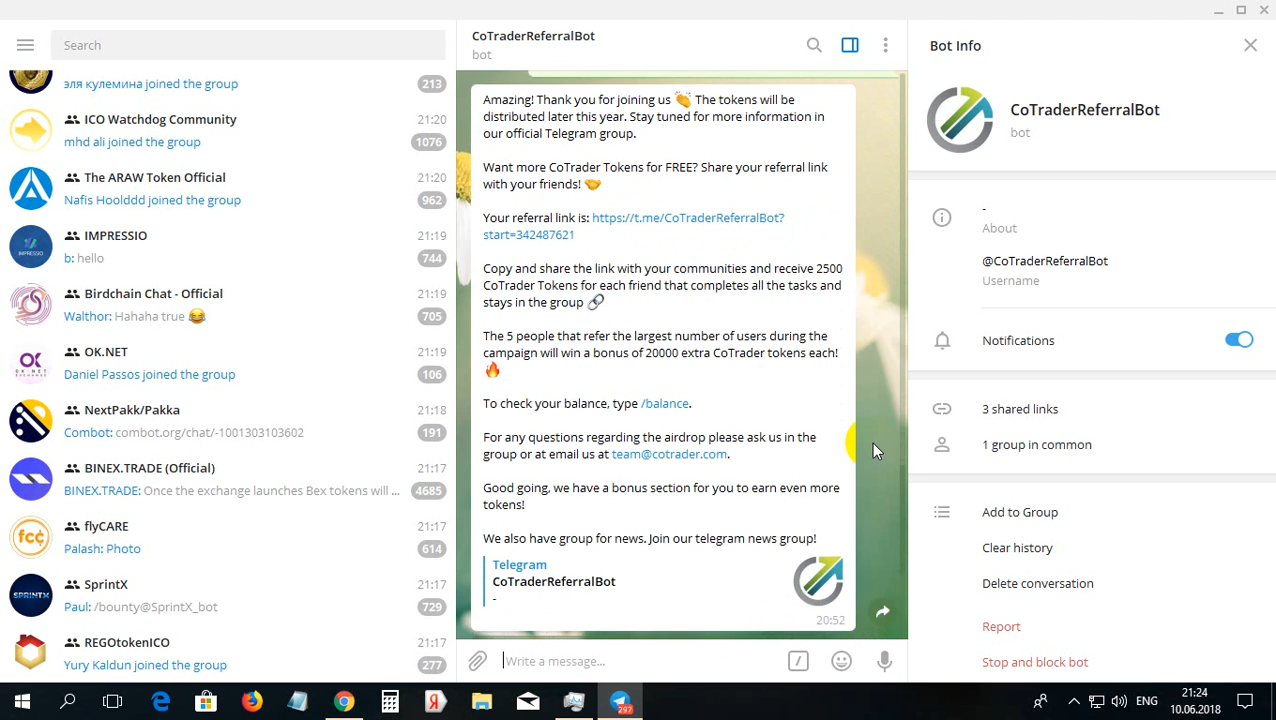 Search
эля кулемина joined the group
213
ICO Watchdog Community
21:20
mhd ali joined the group
1076
The ARAW Token Official
21:20
Nafis Hoolddd joined the group
962
IMPRESSIO
IMPRESSIO
21:19
b: hello
744
Birdchain Chat - Official
21:19
Walthor: Hahaha true 😂
705
OK.NET
21:19
Daniel Passos joined the group
106
NextPakk/Pakka
21:18
Combot: combot.org/chat/-1001303103602
191
BINEX.TRADE (Official)
21:17
BINEX.TRADE: Once the exchange launches Bex tokens will ...
4685
fcc
flyCARE
21:17
Palash: Photo
614
SPRINTX
SprintX
21:17
Paul: /bounty@SprintX_bot
729
REGOtokenICO
21:17
Yury Kaldun joined the group
277
CoTraderReferralBot
bot
Amazing! Thank you for joining us 👏 The tokens will be
distributed later this year. Stay tuned for more information in
our official Telegram group.
Want more CoTrader Tokens for FREE? Share your referral link
with your friends! 🤝
Your referral link is: https://t.me/CoTraderReferralBot?
start=342487621
Copy and share the link with your communities and receive 2500
CoTrader Tokens for each friend that completes all the tasks and
stays in the group 🔗
The 5 people that refer the largest number of users during the
campaign will win a bonus of 20000 extra CoTrader tokens each!
🔥
To check your balance, type /balance.
For any questions regarding the airdrop please ask us in the
group or at email us at team@cotrader.com.
Good going, we have a bonus section for you to earn even more
tokens!
We also have group for news. Join our telegram news group!
Telegram
CoTraderReferralBot
-
20:52
Write a message...
Bot Info
CoTraderReferralBot
bot
-
About
@CoTraderReferralBot
Username
Notifications
3 shared links
1 group in common
Add to Group
Clear history
Delete conversation
Report
Stop and block bot
297
ENG
21:24
10.06.2018